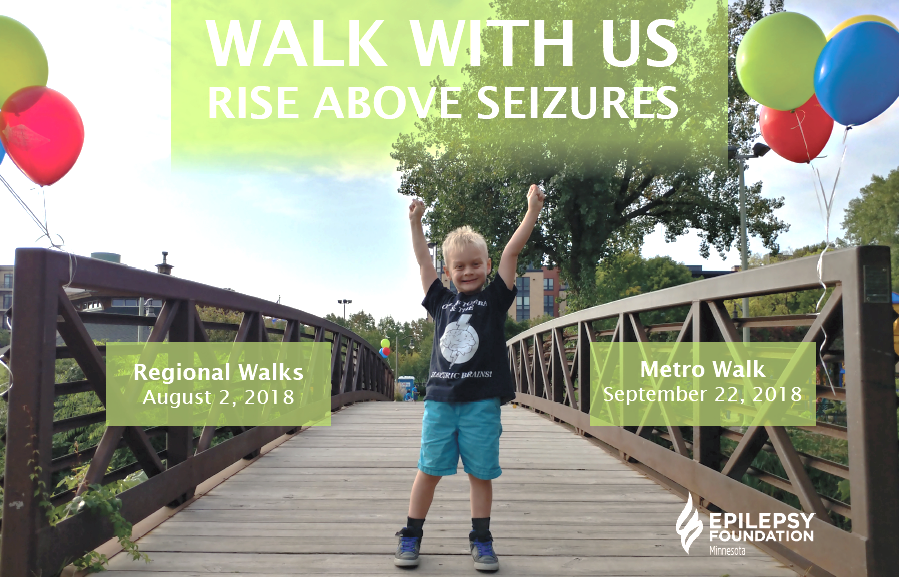 WALK WITH US
RISE ABOVE SEIZURES
Regional Walks
August 2, 2018
Metro Walk
September 22, 2018
& THE
ELECTRIC BRAINS!
EPILEPSY
FOUNDATION
Minnesota